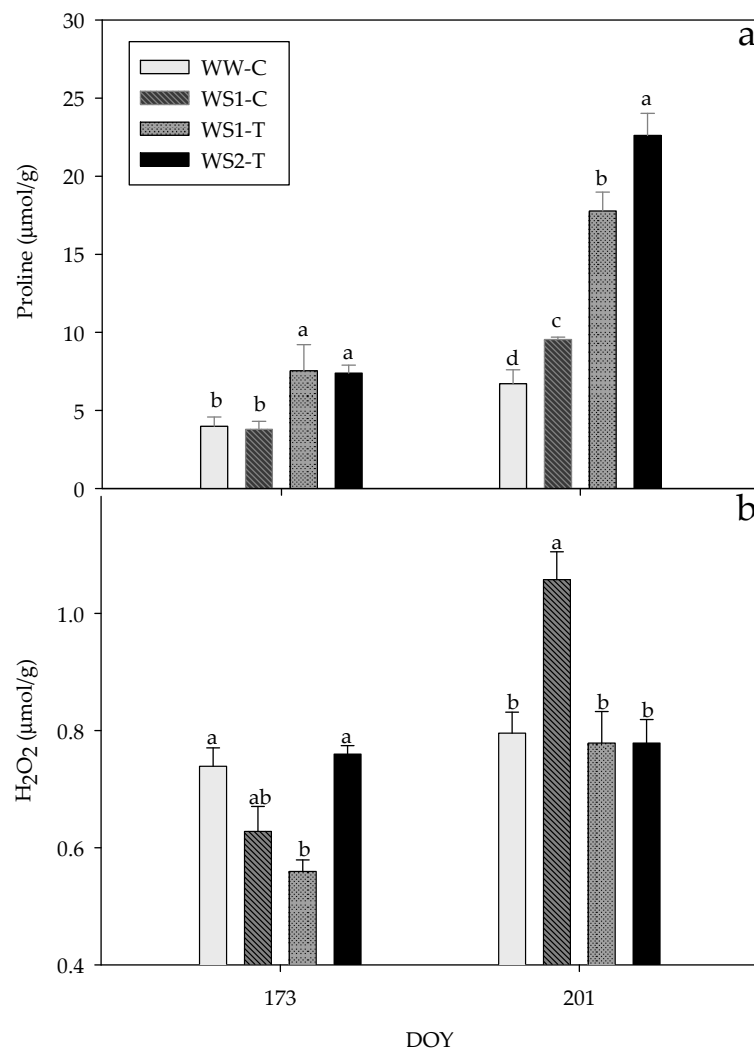 a
30
WW-C
WS1-C
WS1-T
WS2-T
25
20
15
10
5
0
Proline (µmol/g)
b
b
a
a
d
c
b
a
b
1.0
0.8
0.6
0.4
H₂O₂ (µmol/g)
a
ab
b
a
b
a
b
b
173
201
DOY